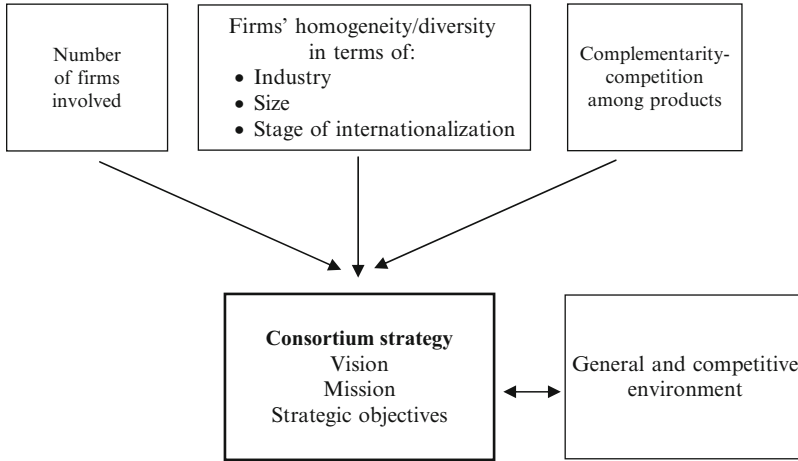 Number
of firms
involved
Firms' homogeneity/diversity
in terms of:
• Industry
• Size
• Stage of internationalization
Complementarity-
competition
among products
Consortium strategy
Vision
Mission
Strategic objectives
General and competitive
environment